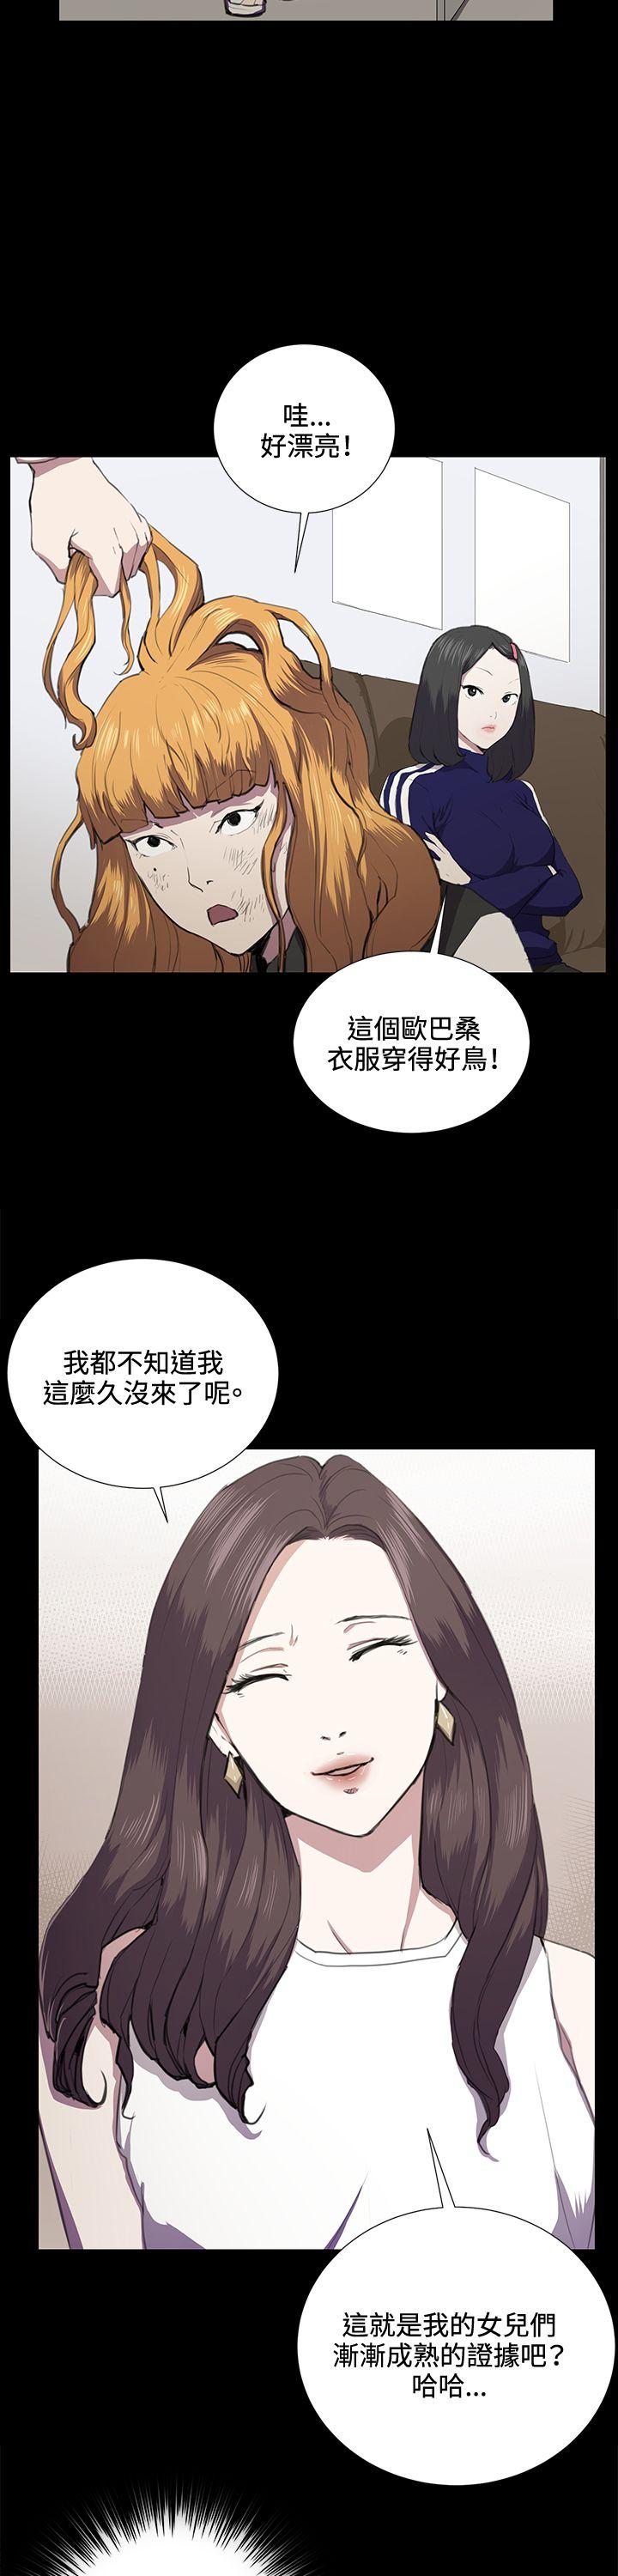 哇...
好漂亮！
這個歐巴桑
衣服穿得好鳥！
我都不知道我
這麼久沒來了呢。
這就是我的女兒們
漸漸成熟的證據吧？
哈哈...